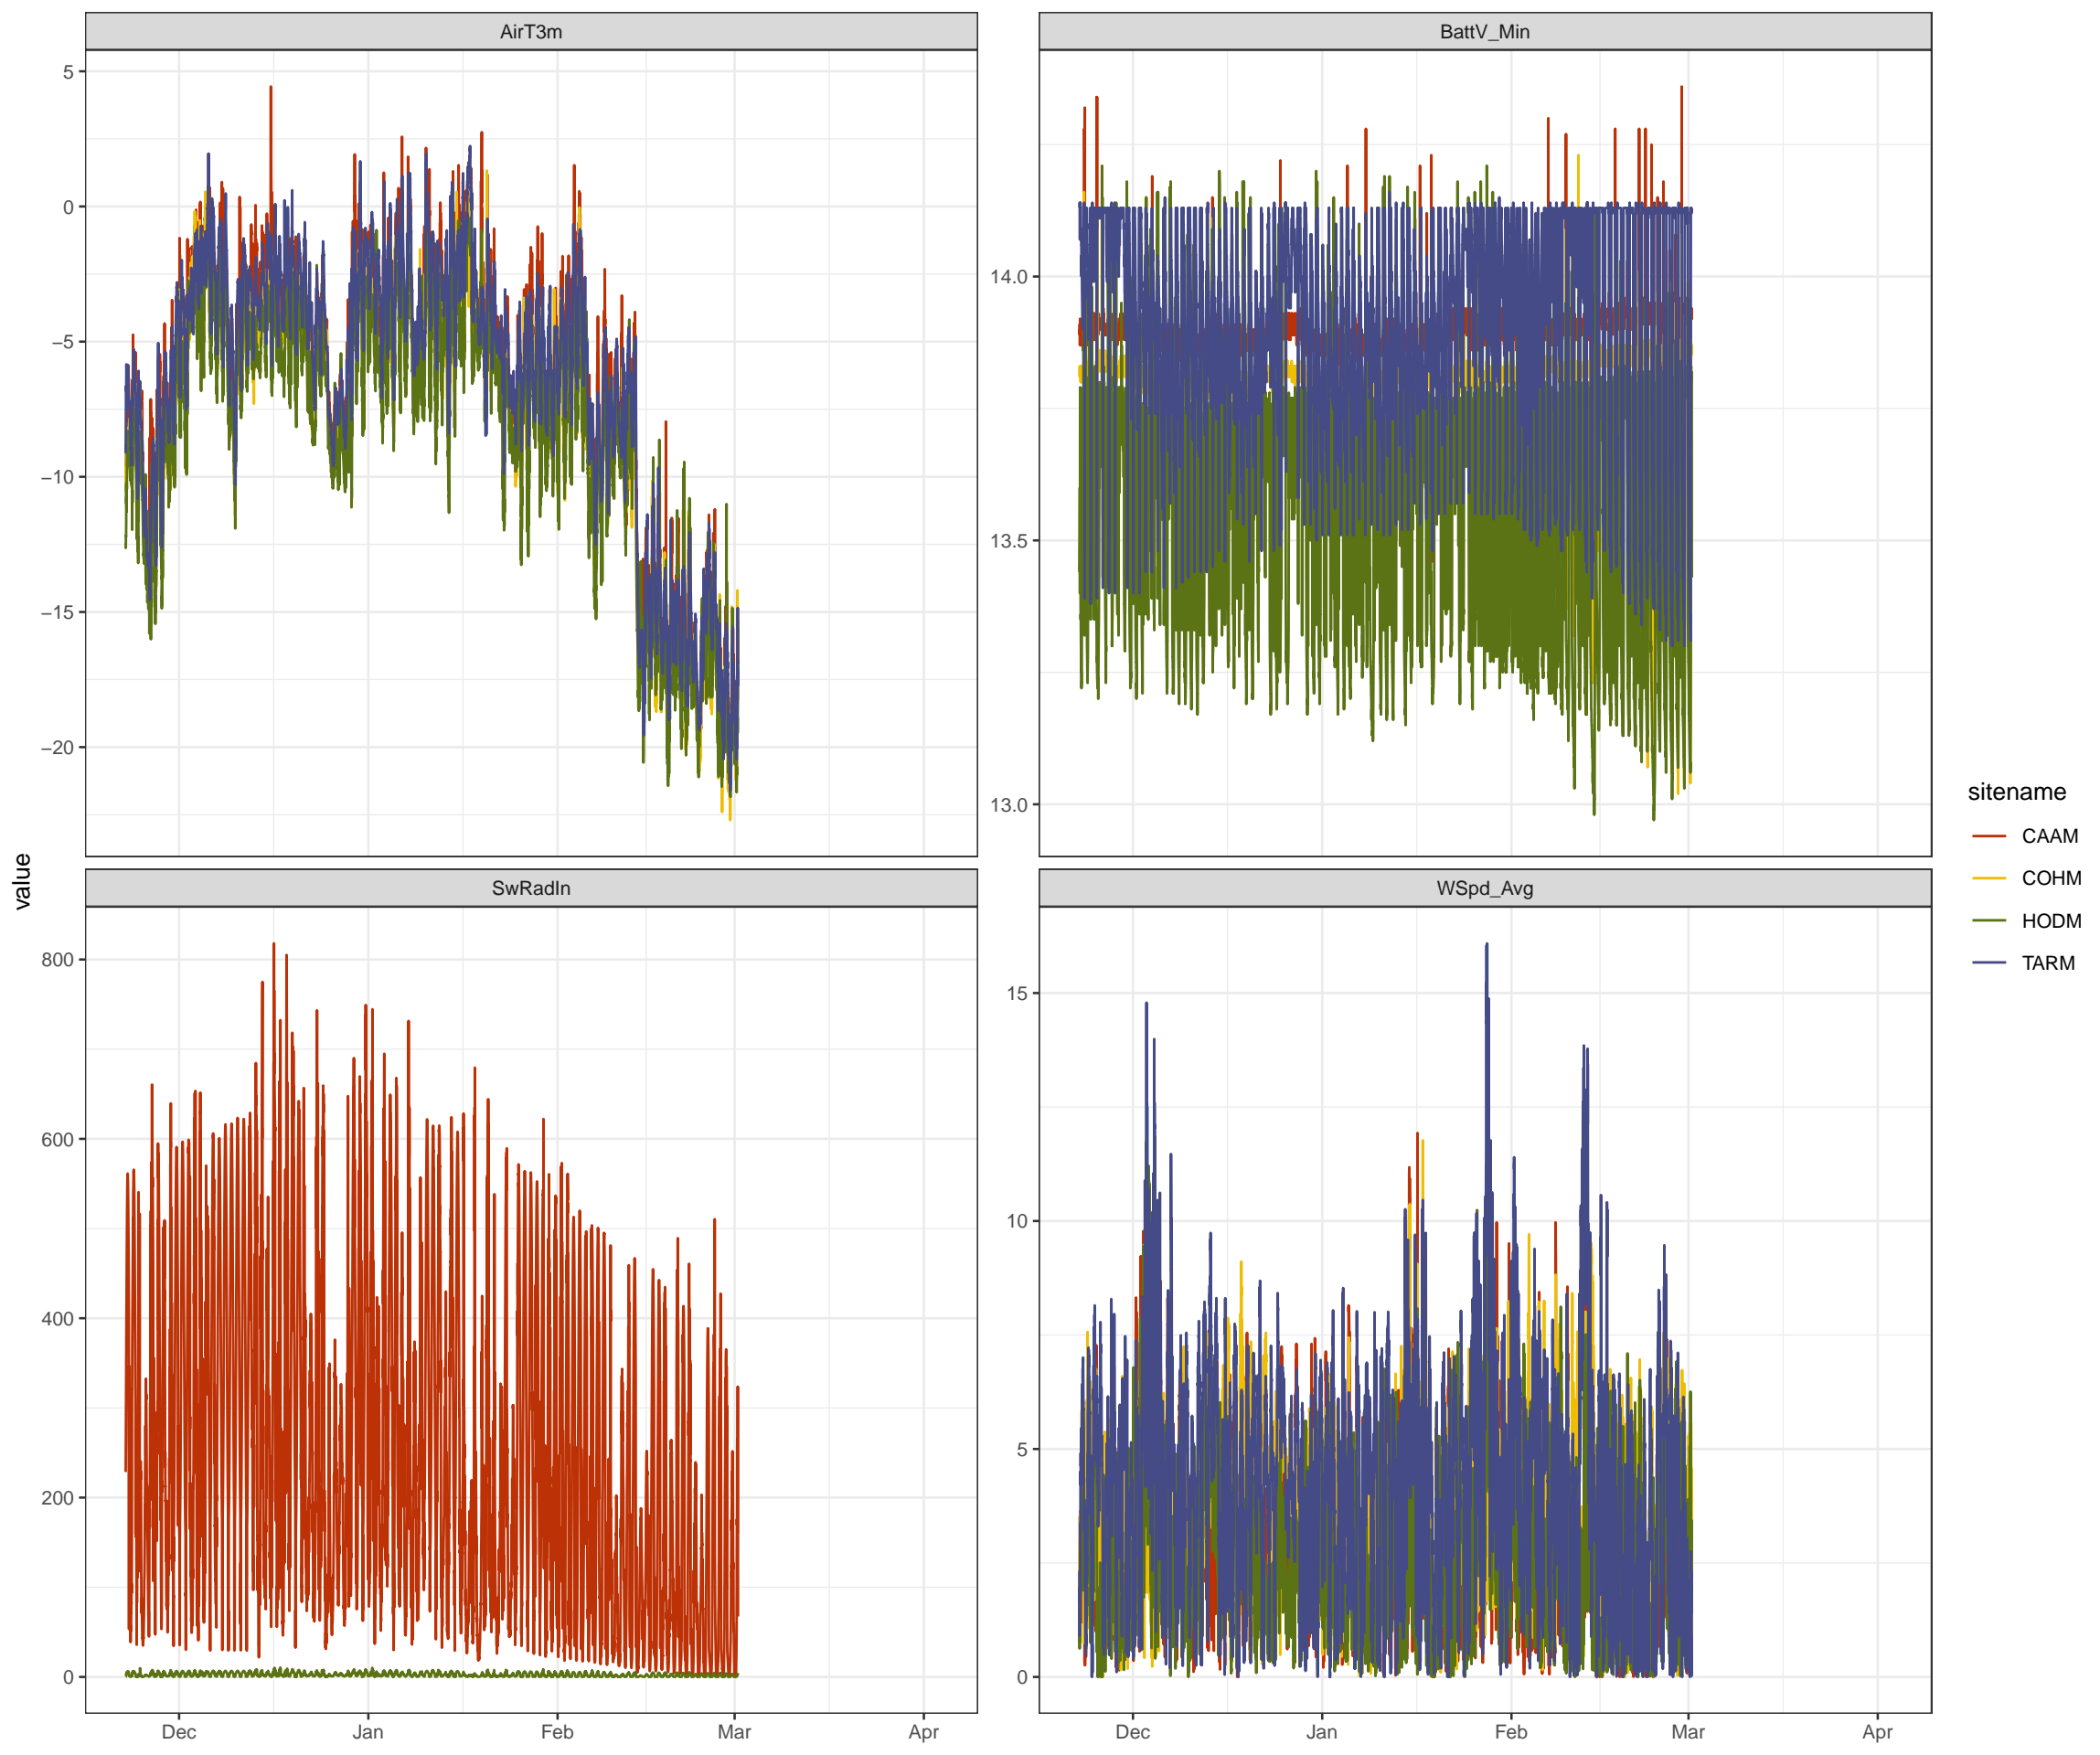 AirT3m
BattV_Min
5
0
−5
−10
−15
−20
14.0
13.5
13.0
value
SwRadIn
WSpd_Avg
800
600
400
200
0
15
10
5
0
Dec Jan Feb Mar Apr
Dec Jan Feb Mar Apr
sitename
CAAM
COHM
HODM
TARM